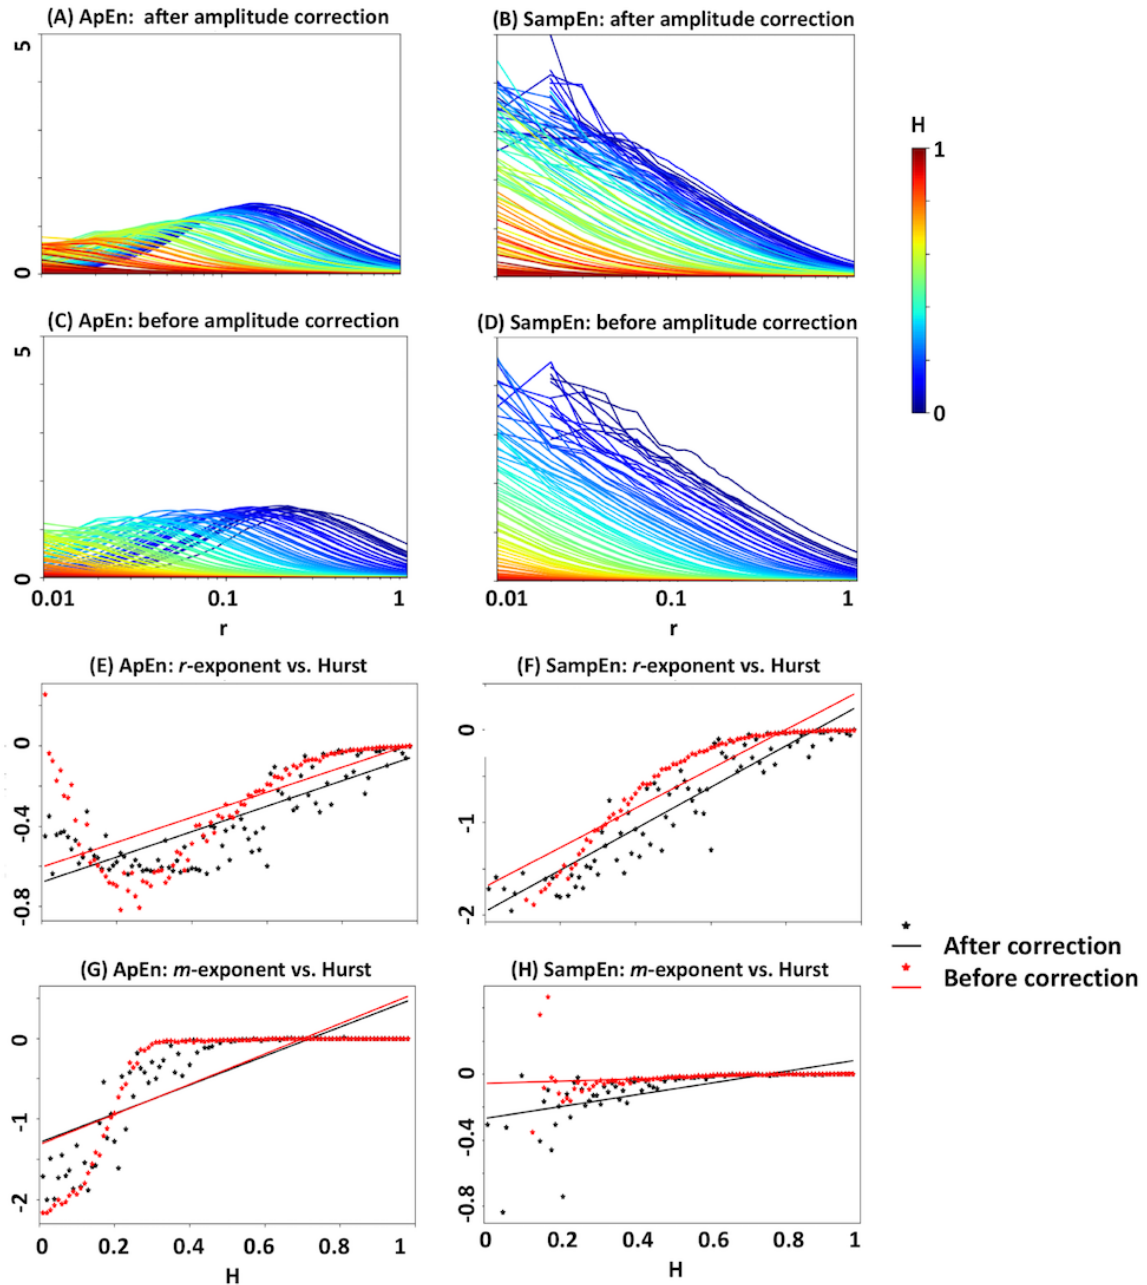 (A) ApEn: after amplitude correction
(B) SampEn: after amplitude correction
5
0
H
1
0
(C) ApEn: before amplitude correction
(D) SampEn: before amplitude correction
5
0
0.01 0.1 1
r
0.01 0.1 1
r
(E) ApEn: r-exponent vs. Hurst
(F) SampEn: r-exponent vs. Hurst
0
-0.4
-0.8
0
-1
-2
After correction
Before correction
(G) ApEn: m-exponent vs. Hurst
(H) SampEn: m-exponent vs. Hurst
0
-1
-2
0
-0.4
-0.8
0 0.2 0.4 0.6 0.8 1
H
0 0.2 0.4 0.6 0.8 1
H